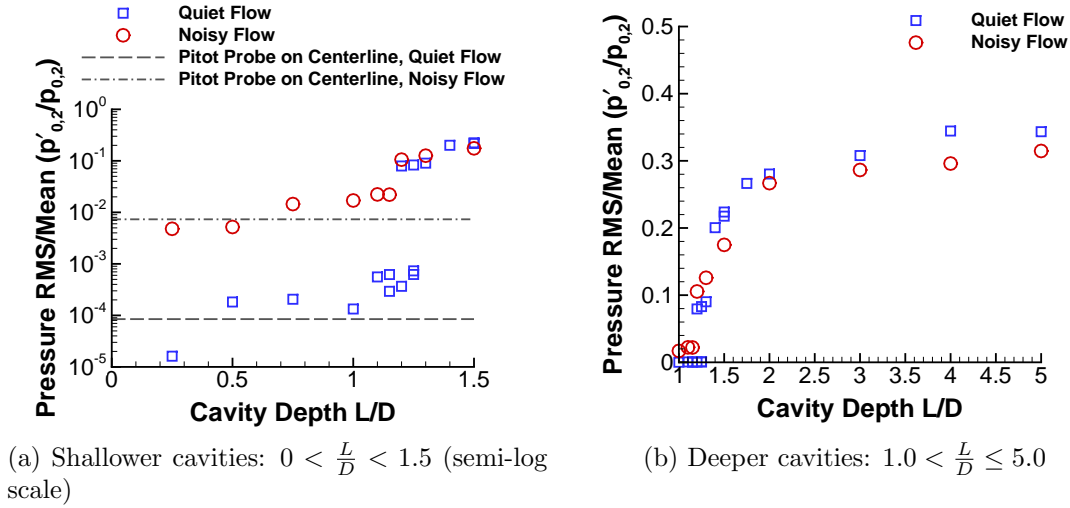 Quiet Flow
Noisy Flow
Pitot Probe on Centerline, Quiet Flow
Pitot Probe on Centerline, Noisy Flow
Pressure RMS/Mean (p′0,2/p0,2)
10^0
10^-1
10^-2
10^-3
10^-4
10^-5
0 0.5 1 1.5
Cavity Depth L/D
(a) Shallower cavities: 0 < L/D < 1.5 (semi-log
scale)
Quiet Flow
Noisy Flow
Pressure RMS/Mean (p′0,2/p0,2)
0.5
0.4
0.3
0.2
0.1
0
1 1.5 2 2.5 3 3.5 4 4.5 5
Cavity Depth L/D
(b) Deeper cavities: 1.0 < L/D ≤ 5.0